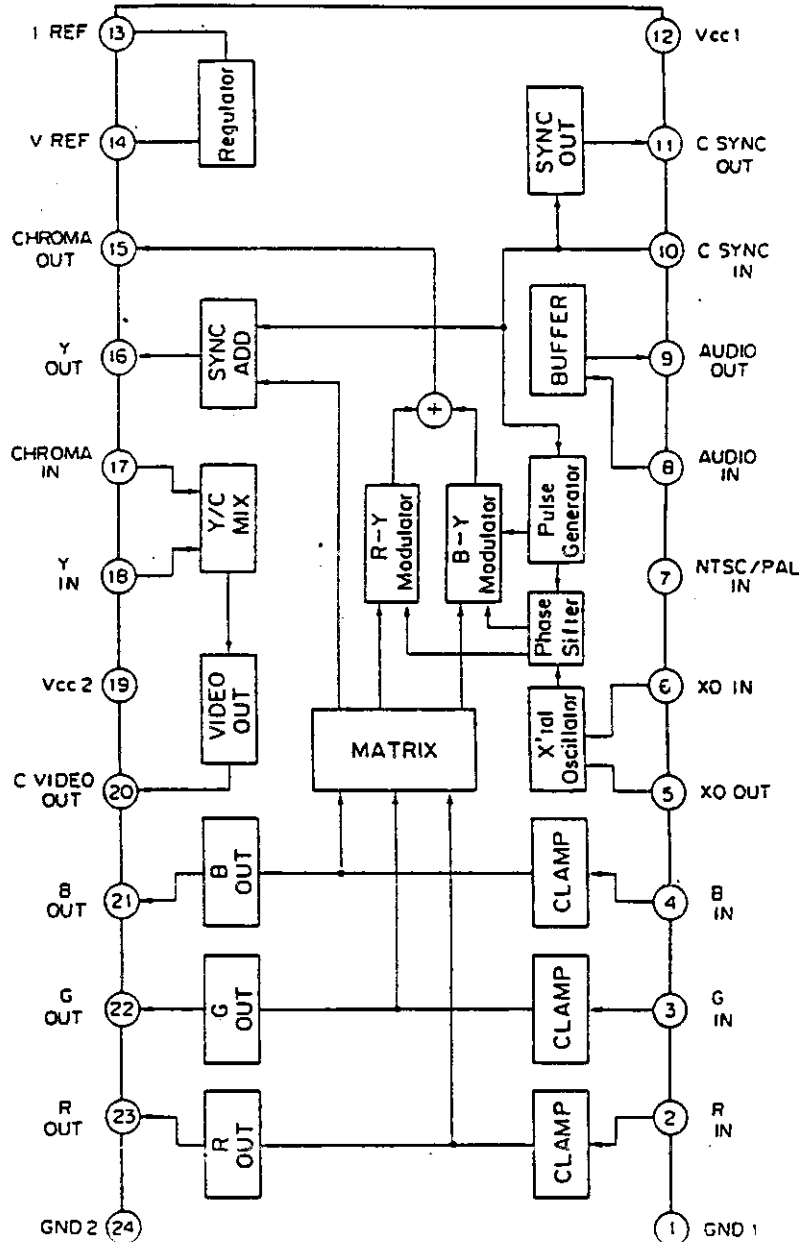 I REF
13
12
Vcc1
Regulator
V REF
14
SYNC
OUT
11
C SYNC
OUT
CHROMA
OUT
15
10
C SYNC
IN
Y
OUT
16
SYNC
ADD
BUFFER
9
AUDIO
OUT
+
CHROMA
IN
17
8
AUDIO
IN
Y/C
MIX
R-Y
Modulator
B-Y
Modulator
Pulse
Generator
Y
IN
18
7
NTSC/PAL
IN
Phase
Sifter
Vcc2
19
VIDEO
OUT
6
XO IN
MATRIX
X'tal
Oscillator
C VIDEO
OUT
20
5
XO OUT
B
OUT
21
B
OUT
CLAMP
4
B
IN
G
OUT
22
G
OUT
CLAMP
3
G
IN
R
OUT
23
R
OUT
CLAMP
2
R
IN
GND 2
24
1
GND 1